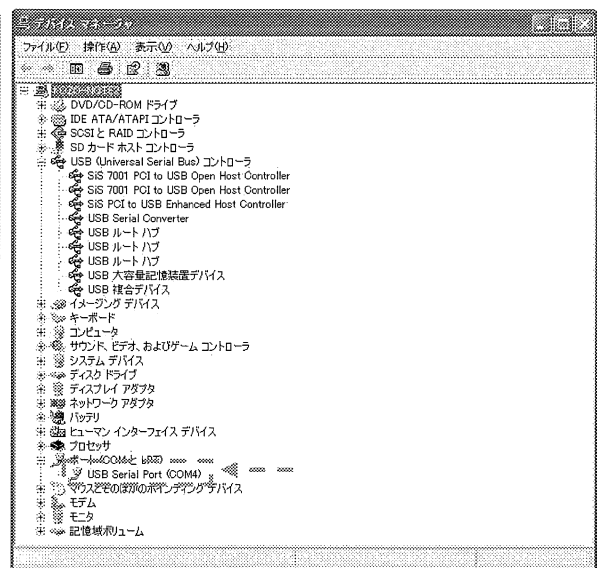 デバイス マネージャ
ファイル(F) 操作(A) 表示(V) ヘルプ(H)
DVD/CD-ROM ドライブ
IDE ATA/ATAPI コントローラ
SCSI と RAID コントローラ
SD カード ホスト コントローラ
USB (Universal Serial Bus) コントローラ
SiS 7001 PCI to USB Open Host Controller
SiS 7001 PCI to USB Open Host Controller
SiS PCI to USB Enhanced Host Controller
USB Serial Converter
USB ルート ハブ
USB ルート ハブ
USB ルート ハブ
USB 大容量記憶装置デバイス
USB 複合デバイス
イメージング デバイス
キーボード
コンピュータ
サウンド、ビデオ、およびゲーム コントローラ
システム デバイス
ディスク ドライブ
ディスプレイ アダプタ
ネットワーク アダプタ
バッテリ
ヒューマン インターフェイス デバイス
プロセッサ
ポート (COM と LPT)
USB Serial Port (COM4)
マウスとそのほかのポインティング デバイス
モデム
モニタ
記憶域ボリューム